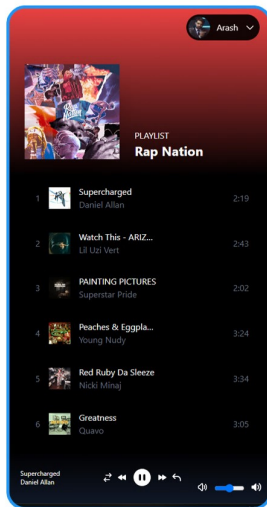 Arash
PLAYLIST
Rap Nation
1 Supercharged 2:19
Daniel Allan
2 Watch This - ARIZ... 2:43
Lil Uzi Vert
3 PAINTING PICTURES 2:02
Superstar Pride
4 Peaches & Eggpla... 3:24
Young Nudy
5 Red Ruby Da Sleeze 3:34
Nicki Minaj
6 Greatness 3:05
Quavo
Supercharged
Daniel Allan